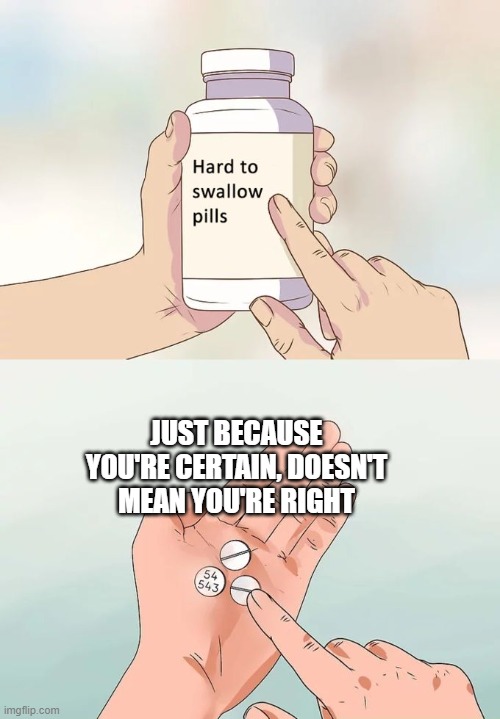 Hard to
swallow
pills
JUST BECAUSE
YOU'RE CERTAIN, DOESN'T
MEAN YOU'RE RIGHT
54
543
imgflip.com